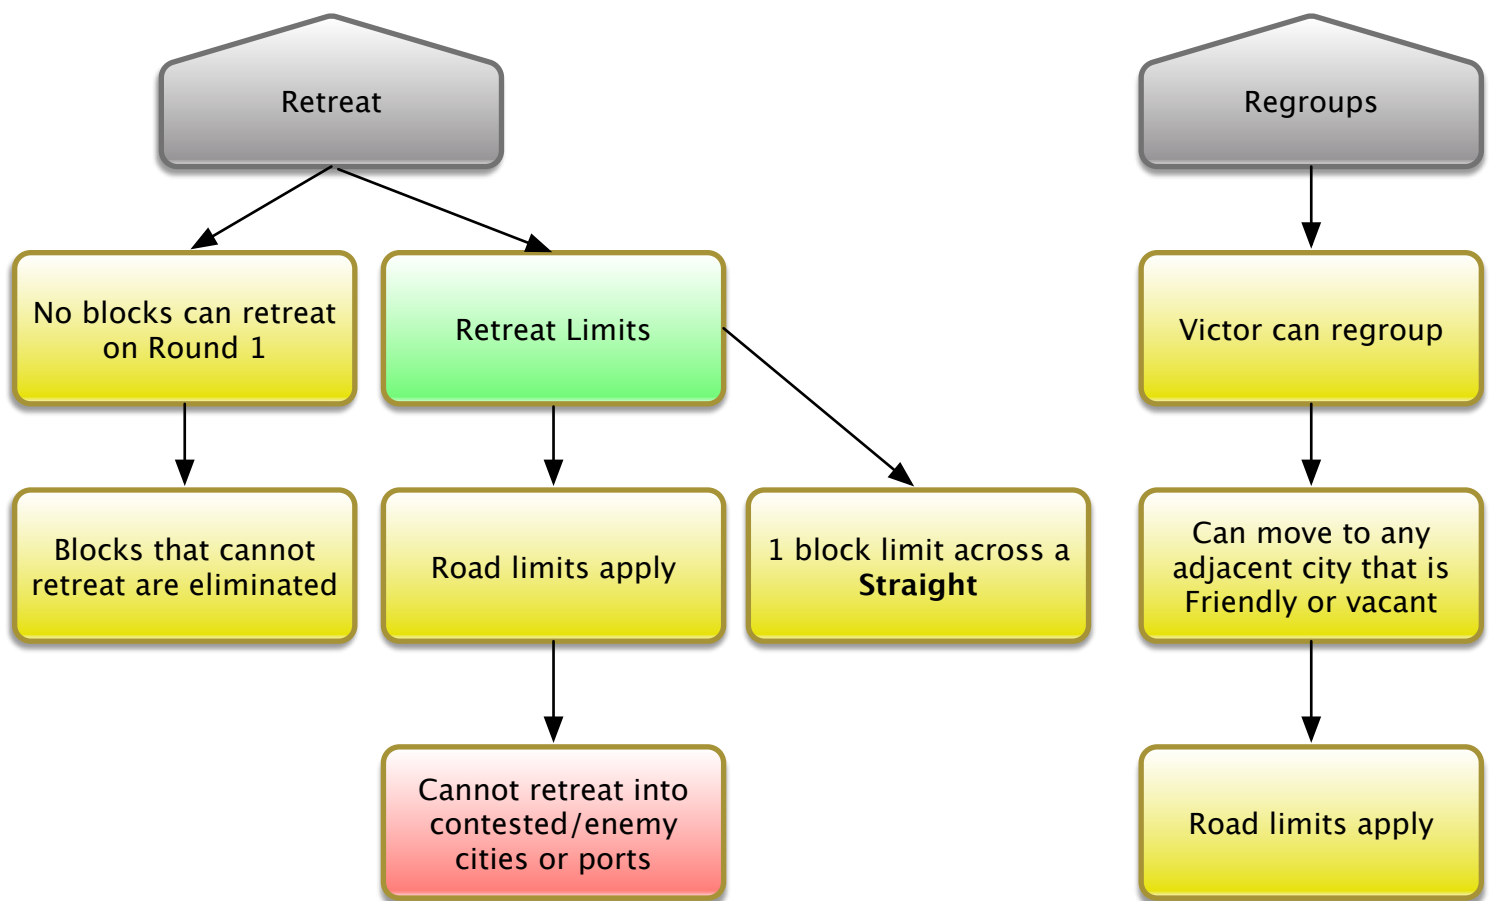 Retreat
Regroups
No blocks can retreat
on Round 1
Retreat Limits
Victor can regroup
Blocks that cannot
retreat are eliminated
Road limits apply
1 block limit across a
Straight
Can move to any
adjacent city that is
Friendly or vacant
Cannot retreat into
contested/enemy
cities or ports
Road limits apply